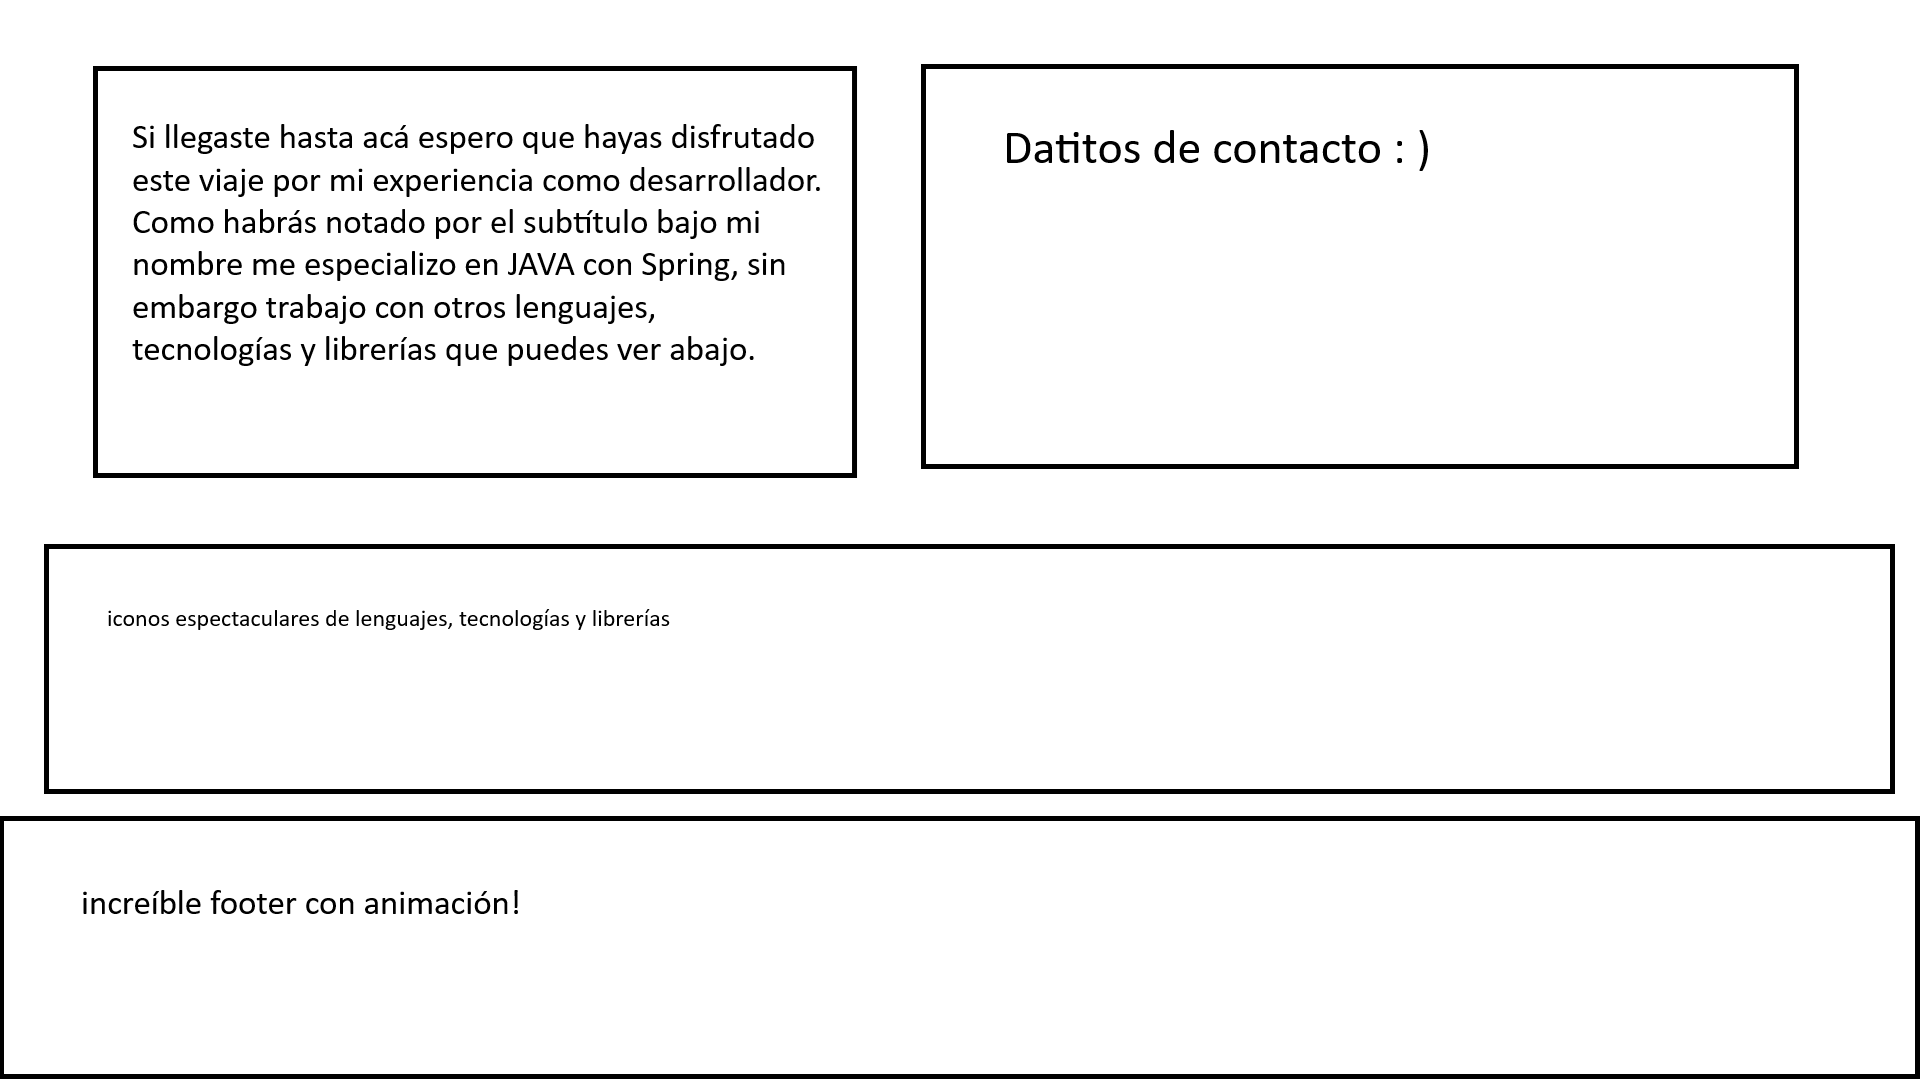 Si llegaste hasta acá espero que hayas disfrutado
este viaje por mi experiencia como desarrollador.
Como habrás notado por el subtítulo bajo mi
nombre me especializo en JAVA con Spring, sin
embargo trabajo con otros lenguajes,
tecnologías y librerías que puedes ver abajo.
Datitos de contacto : )
iconos espectaculares de lenguajes, tecnologías y librerías
increíble footer con animación!